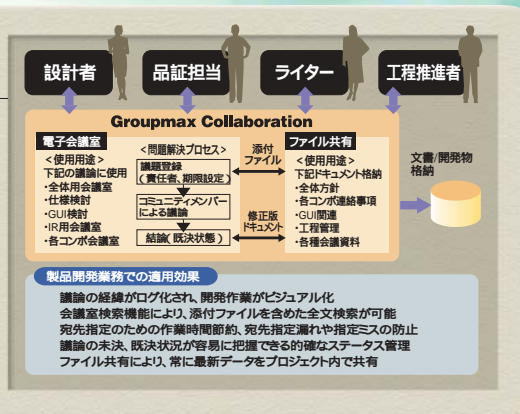 設計者
品証担当
ライター
工程推進者
Groupmax Collaboration
電子会議室
<使用用途>
下記の議論に使用
・全体用会議室
・仕様検討
・GUI検討
・IR用会議室
・各コンポ会議室
<問題解決プロセス>
議題登録
(責任者、期限設定)
コミュニティメンバー
による議論
結論(既決状態)
添付
ファイル
修正版
ドキュメント
ファイル共有
<使用用途>
下記ドキュメント格納
・全体方針
・各コンポ連絡事項
・GUI関連
・工程管理
・各種会議資料
文書/開発物
格納
製品開発業務での適用効果
議論の経緯がログ化され、開発作業がビジュアル化
会議室検索機能により、添付ファイルを含めた全文検索が可能
宛先指定のための作業時間節約、宛先指定漏れや指定ミスの防止
議論の未決、既決状況が容易に把握できる的確なステータス管理
ファイル共有により、常に最新データをプロジェクト内で共有